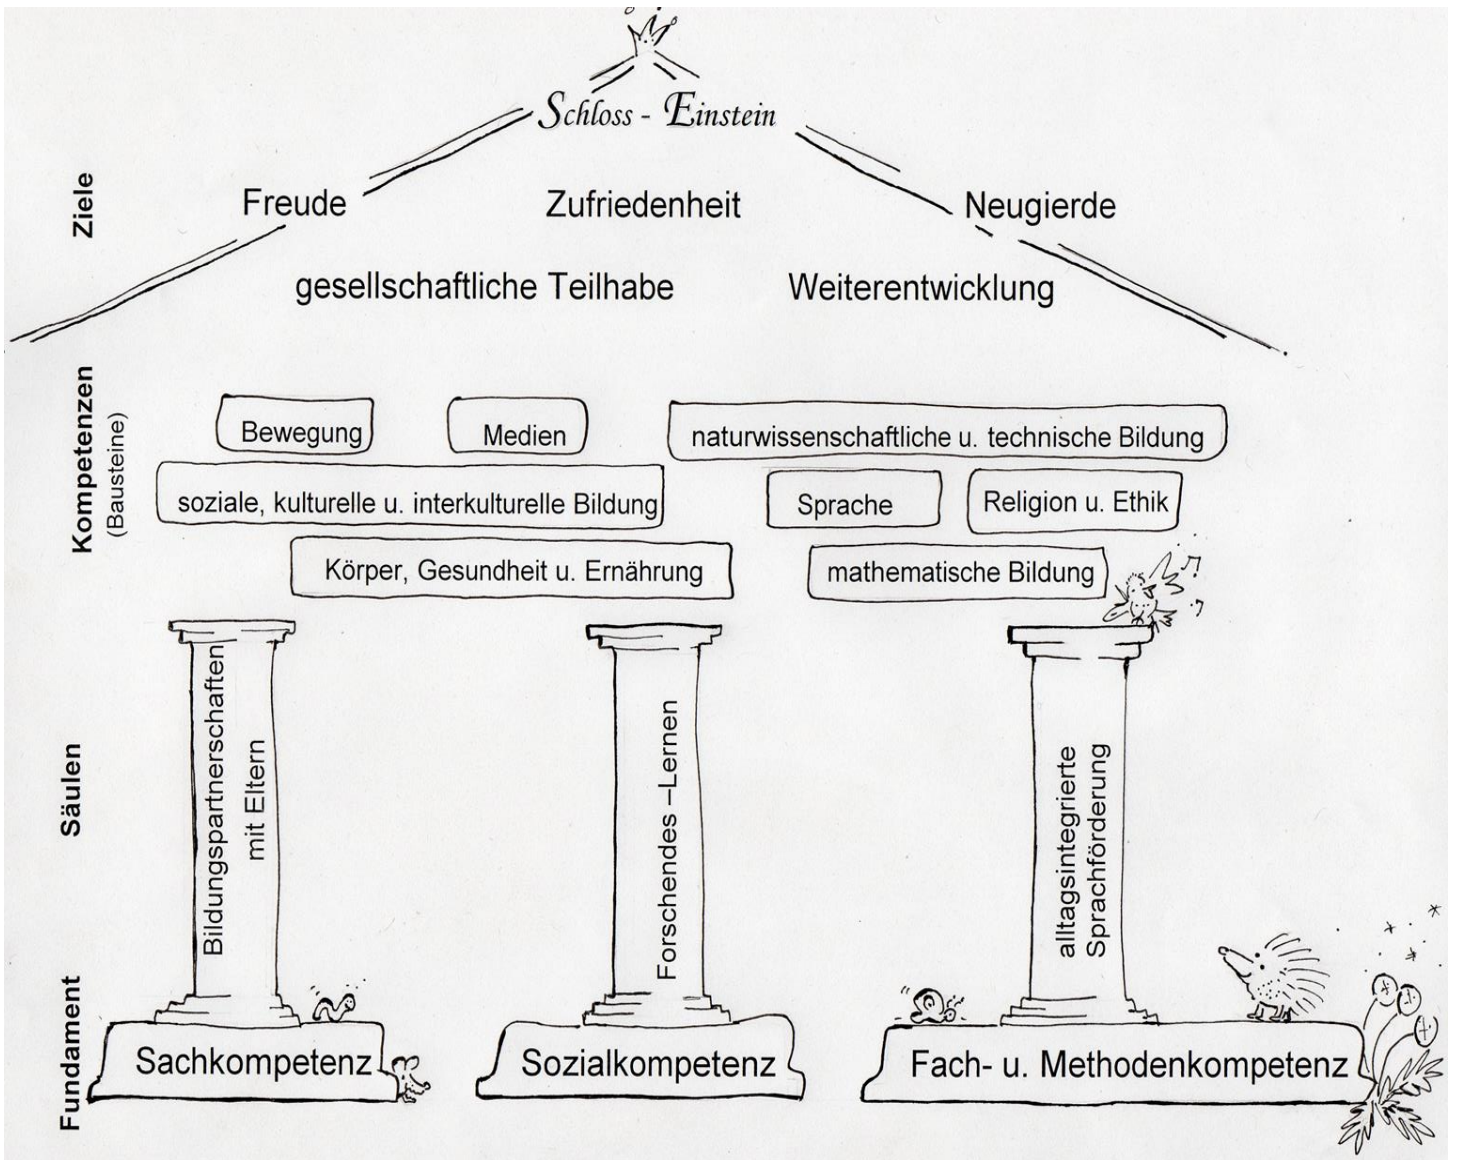 Schloss - Einstein
Ziele
Freude
Zufriedenheit
Neugierde
gesellschaftliche Teilhabe
Weiterentwicklung
Kompetenzen
(Bausteine)
Bewegung
Medien
naturwissenschaftliche u. technische Bildung
soziale, kulturelle u. interkulturelle Bildung
Sprache
Religion u. Ethik
Körper, Gesundheit u. Ernährung
mathematische Bildung
Säulen
Bildungspartnerschaften
mit Eltern
Forschendes –Lernen
alltagsintegrierte
Sprachförderung
Fundament
Sachkompetenz
Sozialkompetenz
Fach- u. Methodenkompetenz